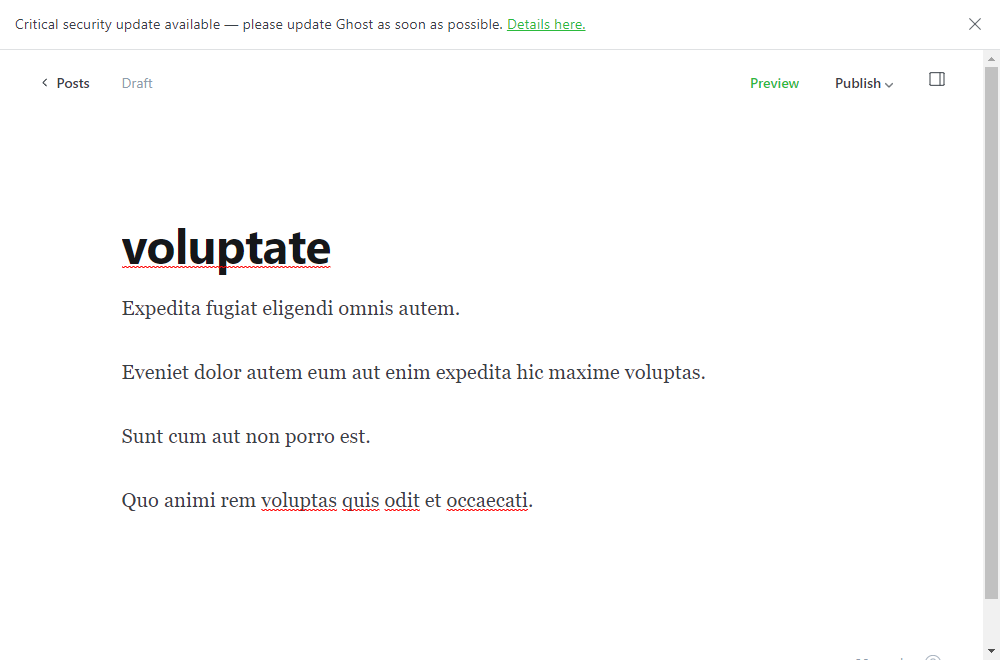 Critical security update available — please update Ghost as soon as possible. Details here.
Posts Draft Preview Publish
voluptate
Expedita fugiat eligendi omnis autem.
Eveniet dolor autem eum aut enim expedita hic maxime voluptas.
Sunt cum aut non porro est.
Quo animi rem voluptas quis odit et occaecati.